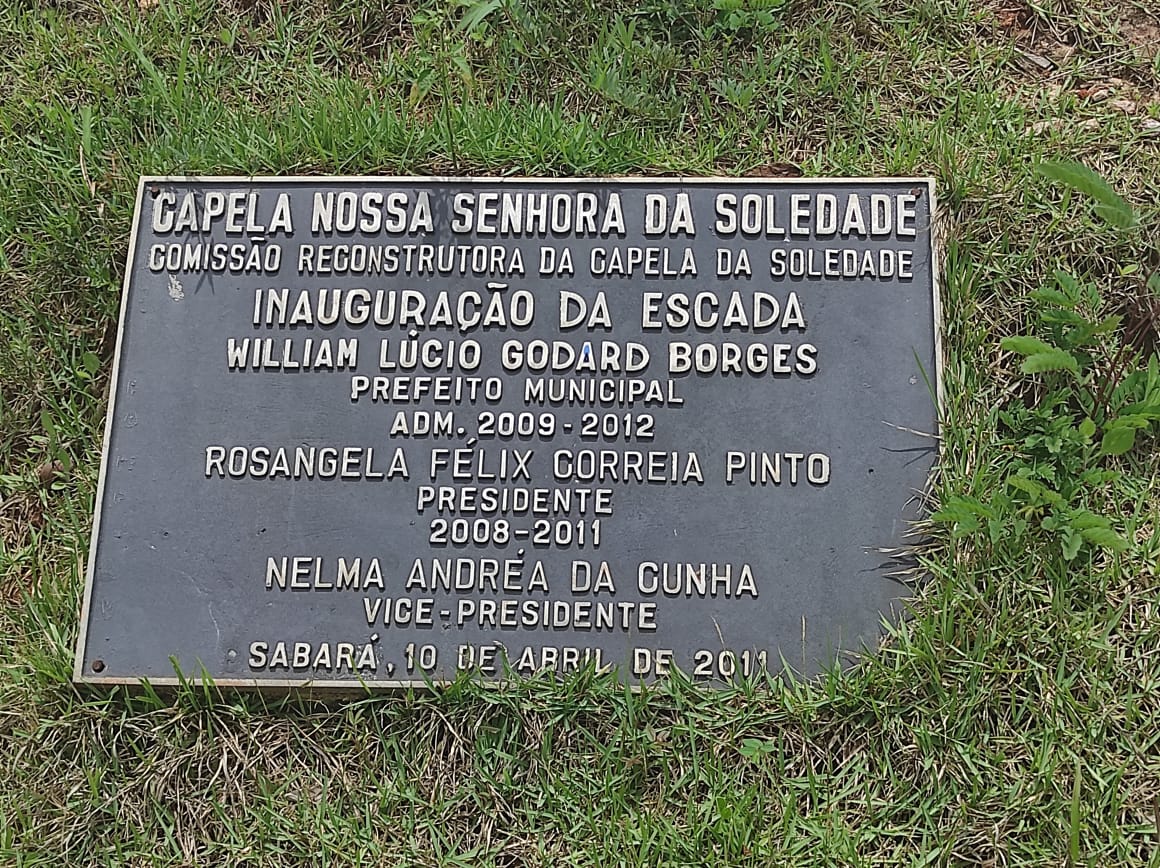 CAPELA NOSSA SENHORA DA SOLEDADE
COMISSÃO RECONSTRUTORA DA CAPELA DA SOLEDADE
INAUGURAÇÃO DA ESCADA
WILLIAM LÚCIO GODARD BORGES
PREFEITO MUNICIPAL
ADM. 2009-2012
ROSANGELA FÉLIX CORREIA PINTO
PRESIDENTE
2008-2011
NELMA ANDRÉA DA CUNHA
VICE-PRESIDENTE
SABARÁ, 10 DE ABRIL DE 2011